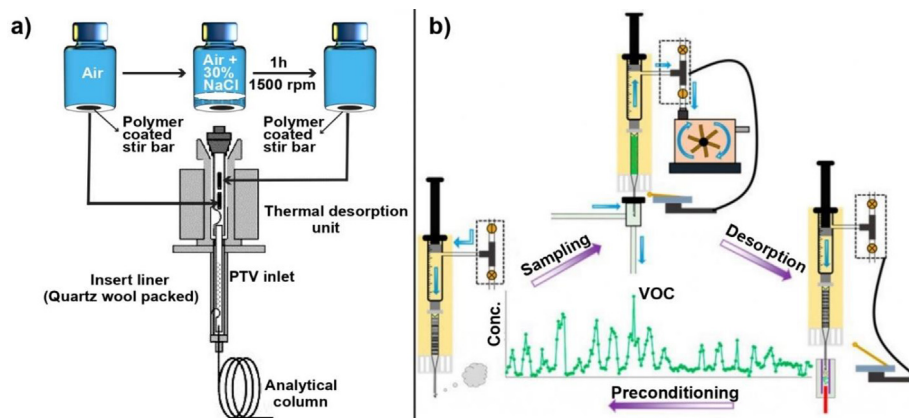 a)
Air
Air +
30%
NaCl
1h
1500 rpm
Polymer
coated
stir bar
Polymer
coated
stir bar
Thermal desorption
unit
Insert liner
(Quartz wool packed)
PTV inlet
Analytical
column
b)
Sampling
Desorption
VOC
Conc.
Preconditioning